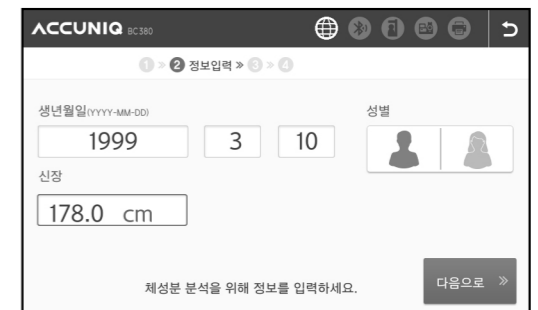 ACCUNIQ BC380
1 » 2 정보입력 » 3 » 4
생년월일(YYYY-MM-DD)
성별
1999 3 10
신장
178.0 cm
체성분 분석을 위해 정보를 입력하세요.
다음으로 »